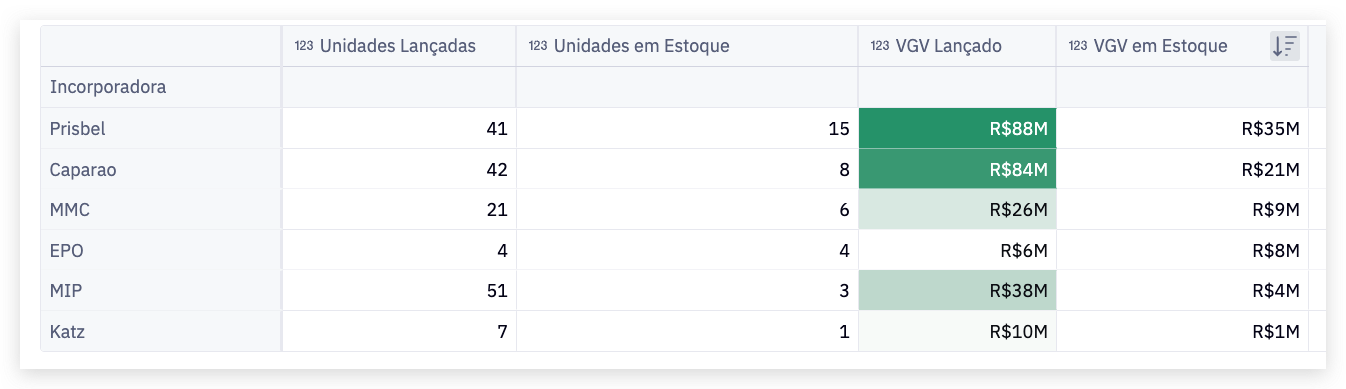 123 Unidades Lançadas 123 Unidades em Estoque 123 VGV Lançado 123 VGV em Estoque
Incorporadora
Prisbel 41 15 R$88M R$35M
Caparao 42 8 R$84M R$21M
MMC 21 6 R$26M R$9M
EPO 4 4 R$6M R$8M
MIP 51 3 R$38M R$4M
Katz 7 1 R$10M R$1M